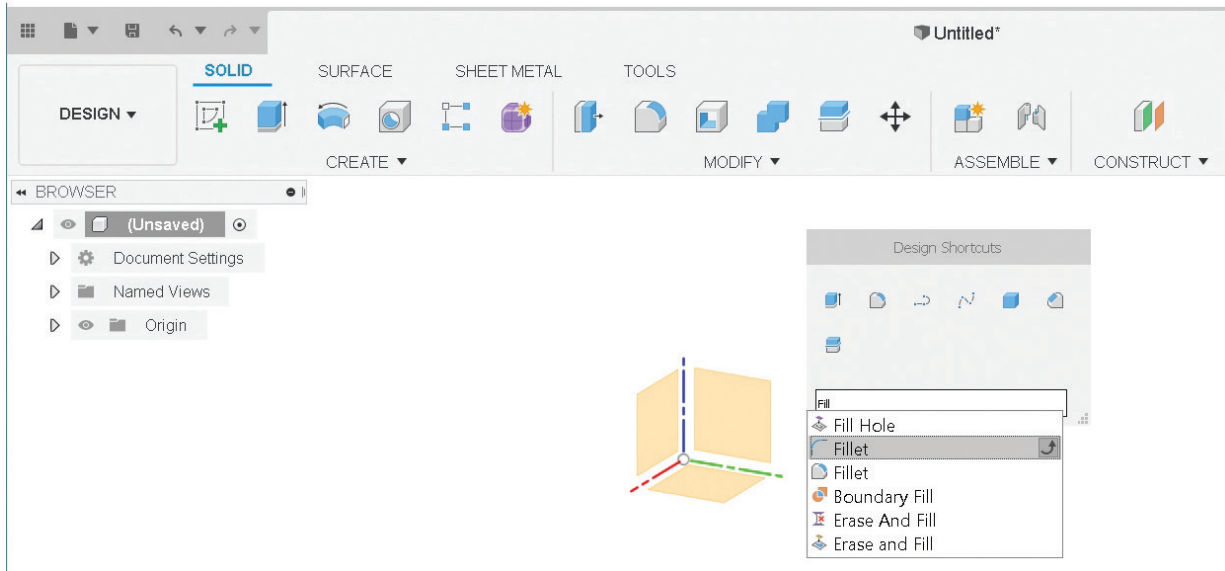 Untitled*
SOLID SURFACE SHEET METAL TOOLS
DESIGN
CREATE MODIFY ASSEMBLE CONSTRUCT
BROWSER
(Unsaved)
Document Settings
Named Views
Origin
Design Shortcuts
Fill
Fill Hole
Fillet
Fillet
Boundary Fill
Erase And Fill
Erase and Fill